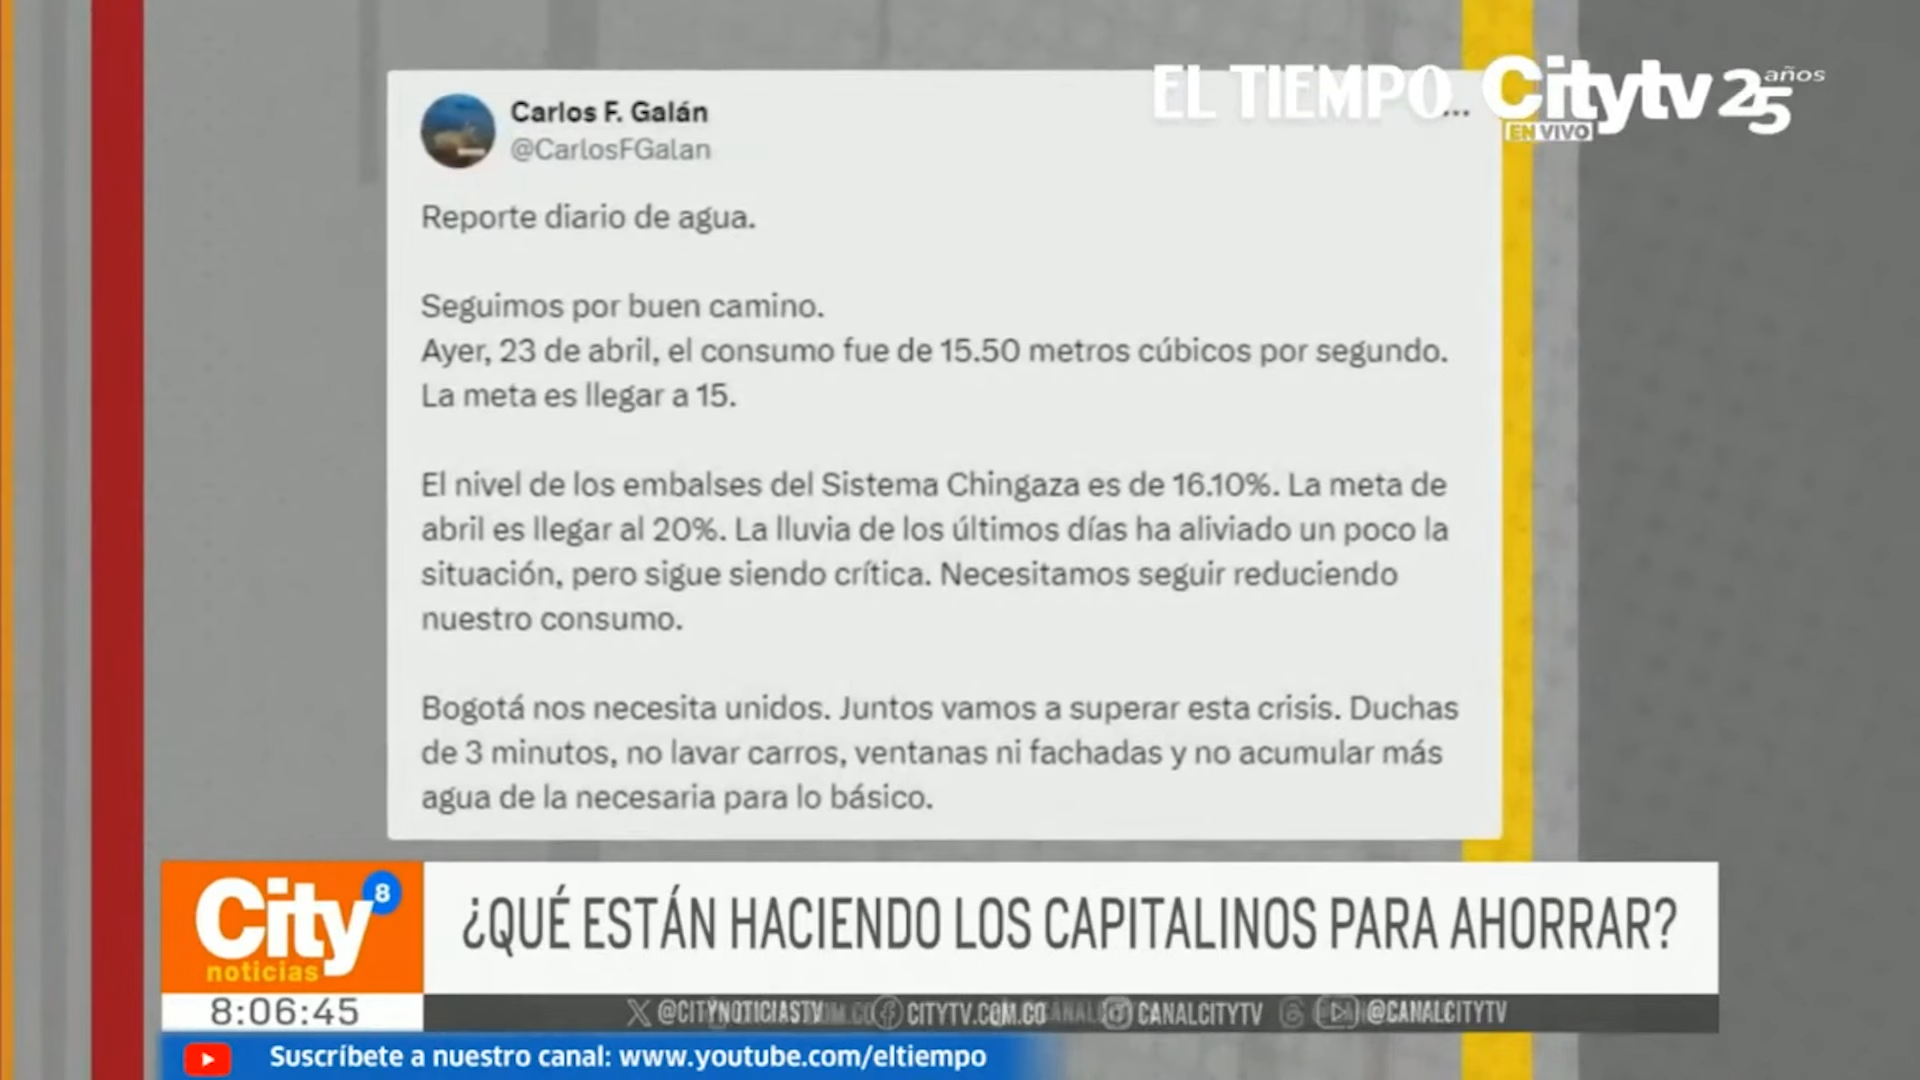 EL TIEMPO Citytv 25 años
EN VIVO
Carlos F. Galán
@CarlosFGalan
...
Reporte diario de agua.
Seguimos por buen camino.
Ayer, 23 de abril, el consumo fue de 15.50 metros cúbicos por segundo.
La meta es llegar a 15.
El nivel de los embalses del Sistema Chingaza es de 16.10%. La meta de
abril es llegar al 20%. La lluvia de los últimos días ha aliviado un poco la
situación, pero sigue siendo crítica. Necesitamos seguir reduciendo
nuestro consumo.
Bogotá nos necesita unidos. Juntos vamos a superar esta crisis. Duchas
de 3 minutos, no lavar carros, ventanas ni fachadas y no acumular más
agua de la necesaria para lo básico.
City 8
noticias
¿QUÉ ESTÁN HACIENDO LOS CAPITALINOS PARA AHORRAR?
8:06:45
@CITYNOTICIASTV CITYTV.COM.CO CANALCITYTV @CANALCITYTV
Suscríbete a nuestro canal: www.youtube.com/eltiempo